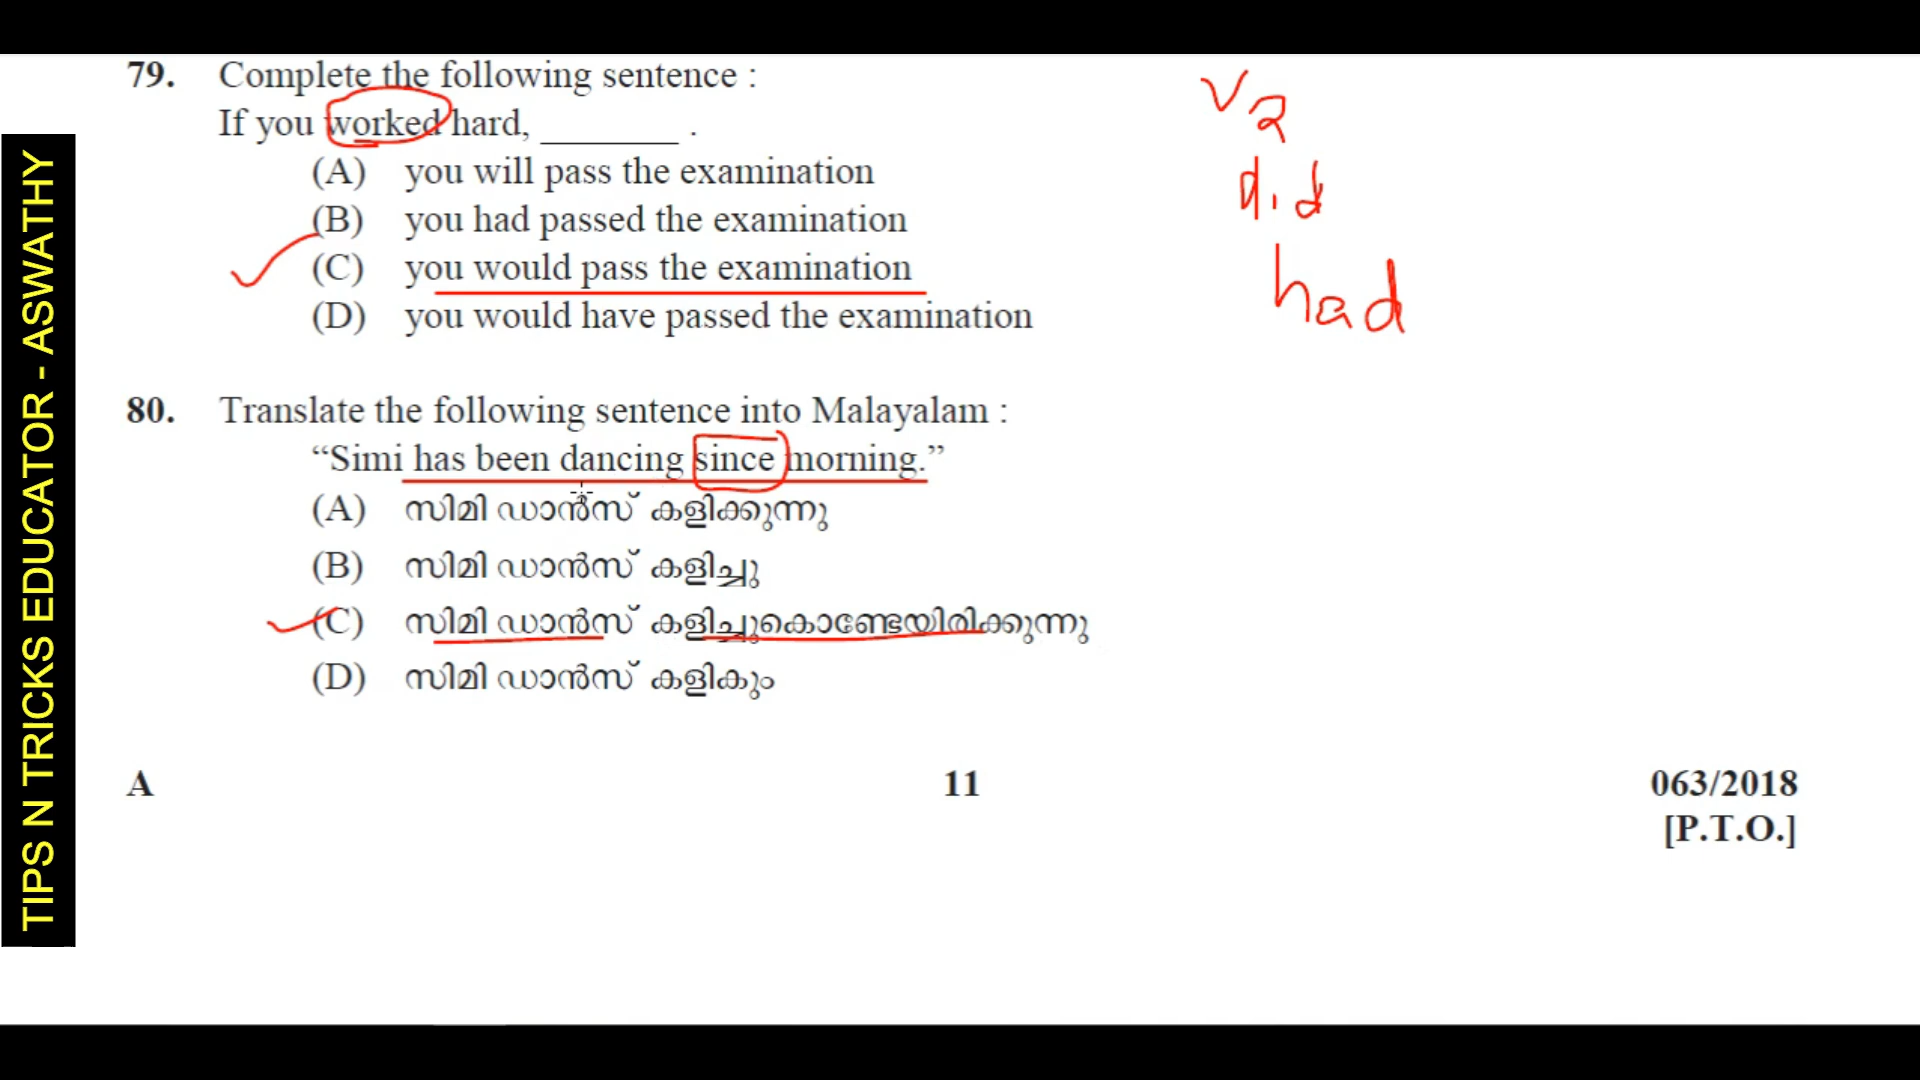 79. Complete the following sentence :
If you worked hard, _______ .
(A) you will pass the examination
(B) you had passed the examination
(C) you would pass the examination
(D) you would have passed the examination
V2
did
had
80. Translate the following sentence into Malayalam :
“Simi has been dancing since morning.”
(A) സിമി ഡാൻസ് കളിക്കുന്നു
(B) സിമി ഡാൻസ് കളിച്ചു
(C) സിമി ഡാൻസ് കളിച്ചുകൊണ്ടേയിരിക്കുന്നു
(D) സിമി ഡാൻസ് കളികും
A 11 063/2018
[P.T.O.]
TIPS N TRICKS EDUCATOR - ASWATHY